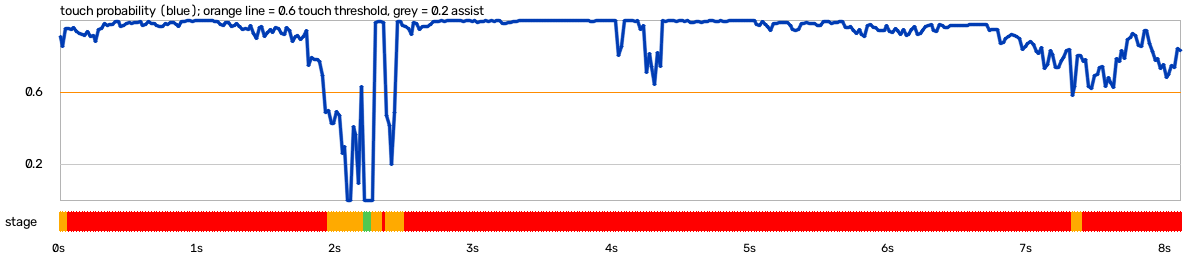 touch probability (blue); orange line = 0.6 touch threshold, grey = 0.2 assist
0.6
0.2
stage
0s 1s 2s 3s 4s 5s 6s 7s 8s